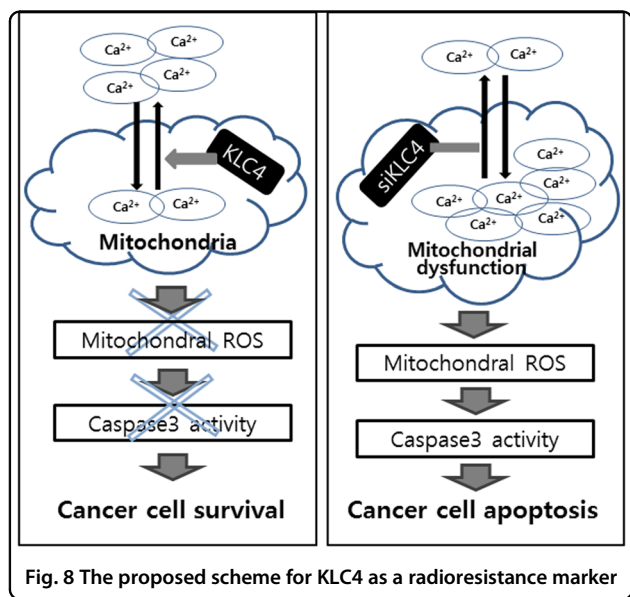 Ca²⁺ Ca²⁺
Ca²⁺ Ca²⁺
KLC4
Ca²⁺ Ca²⁺
Mitochondria
Mitochondral ROS
Caspase3 activity
Cancer cell survival
Ca²⁺ Ca²⁺
siKLC4
Ca²⁺
Ca²⁺
Ca²⁺ Ca²⁺
Ca²⁺ Ca²⁺
Mitochondrial
dysfunction
Mitochondral ROS
Caspase3 activity
Cancer cell apoptosis
Fig. 8 The proposed scheme for KLC4 as a radioresistance marker